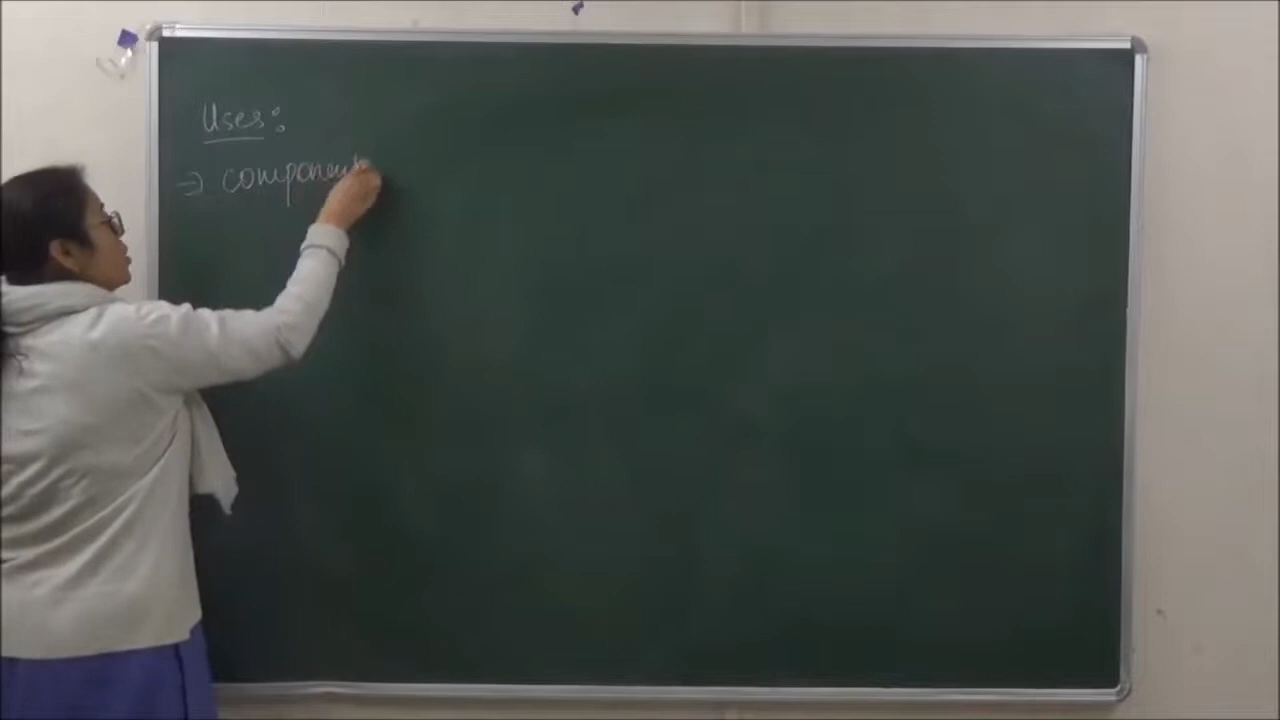 Uses:
→ component